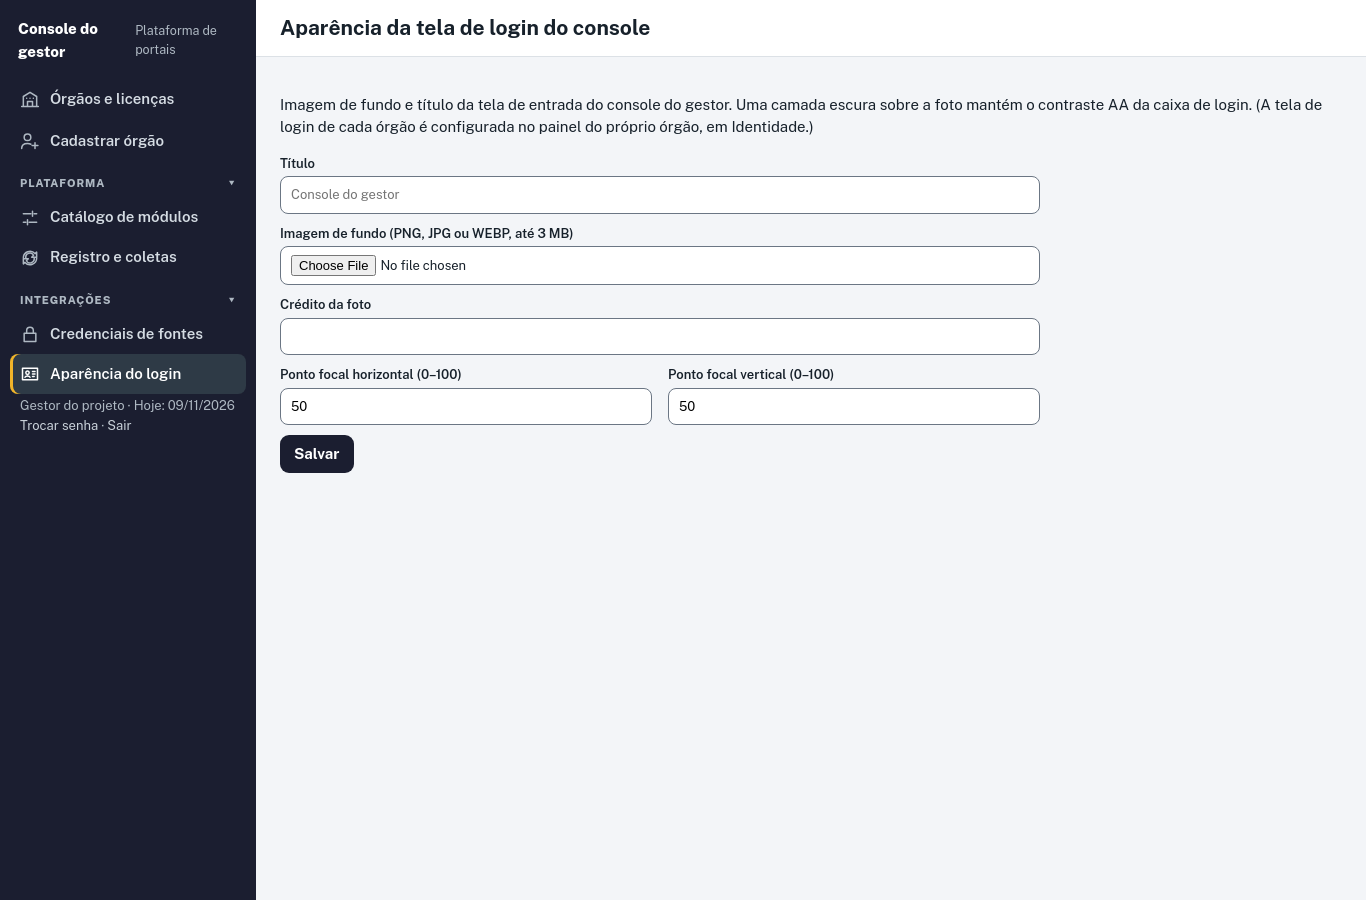 Console do gestor
Plataforma de portais
Órgãos e licenças
Cadastrar órgão
PLATAFORMA ▾
Catálogo de módulos
Registro e coletas
INTEGRAÇÕES ▾
Credenciais de fontes
Aparência do login
Gestor do projeto · Hoje: 09/11/2026
Trocar senha · Sair
Aparência da tela de login do console
Imagem de fundo e título da tela de entrada do console do gestor. Uma camada escura sobre a foto mantém o contraste AA da caixa de login. (A tela de
login de cada órgão é configurada no painel do próprio órgão, em Identidade.)
Título
Console do gestor
Imagem de fundo (PNG, JPG ou WEBP, até 3 MB)
Choose File No file chosen
Crédito da foto
Ponto focal horizontal (0–100)
50
Ponto focal vertical (0–100)
50
Salvar